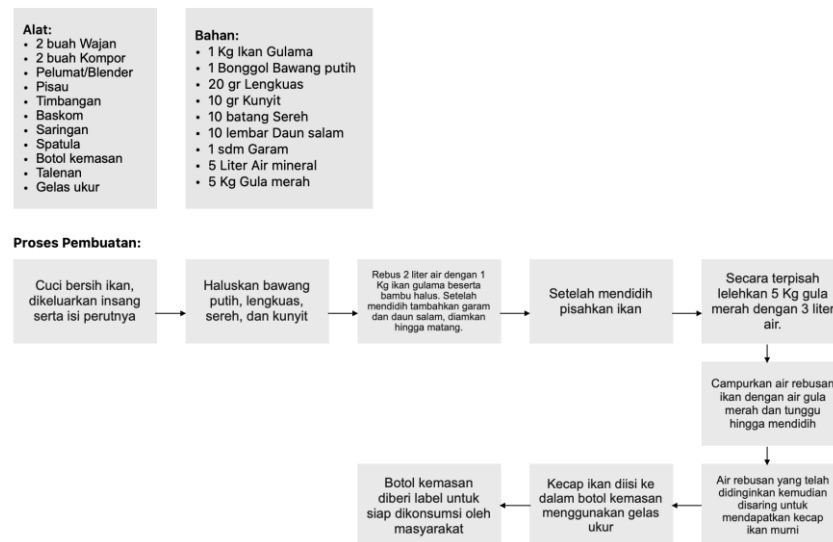 Alat:
• 2 buah Wajan
• 2 buah Kompor
• Pelumat/Blender
• Pisau
• Timbangan
• Baskom
• Saringan
• Spatula
• Botol kemasan
• Talenan
• Gelas ukur
Bahan:
• 1 Kg Ikan Gulama
• 1 Bonggol Bawang putih
• 20 gr Lengkuas
• 10 gr Kunyit
• 10 batang Sereh
• 10 lembar Daun salam
• 1 sdm Garam
• 5 Liter Air mineral
• 5 Kg Gula merah
Proses Pembuatan:
Cuci bersih ikan,
dikeluarkan insang
serta isi perutnya
Haluskan bawang
putih, lengkuas,
sereh, dan kunyit
Rebus 2 liter air dengan 1
Kg ikan gulama beserta
bambu halus. Setelah
mendidih tambahkan garam
dan daun salam, diamkan
hingga matang.
Setelah mendidih
pisahkan ikan
Secara terpisah
lelehkan 5 Kg gula
merah dengan 3 liter
air.
Campurkan air rebusan
ikan dengan air gula
merah dan tunggu
hingga mendidih
Air rebusan yang telah
didinginkan kemudian
disaring untuk
mendapatkan kecap
ikan murni
Kecap ikan diisi ke
dalam botol kemasan
menggunakan gelas
ukur
Botol kemasan
diberi label untuk
siap dikonsumsi oleh
masyarakat